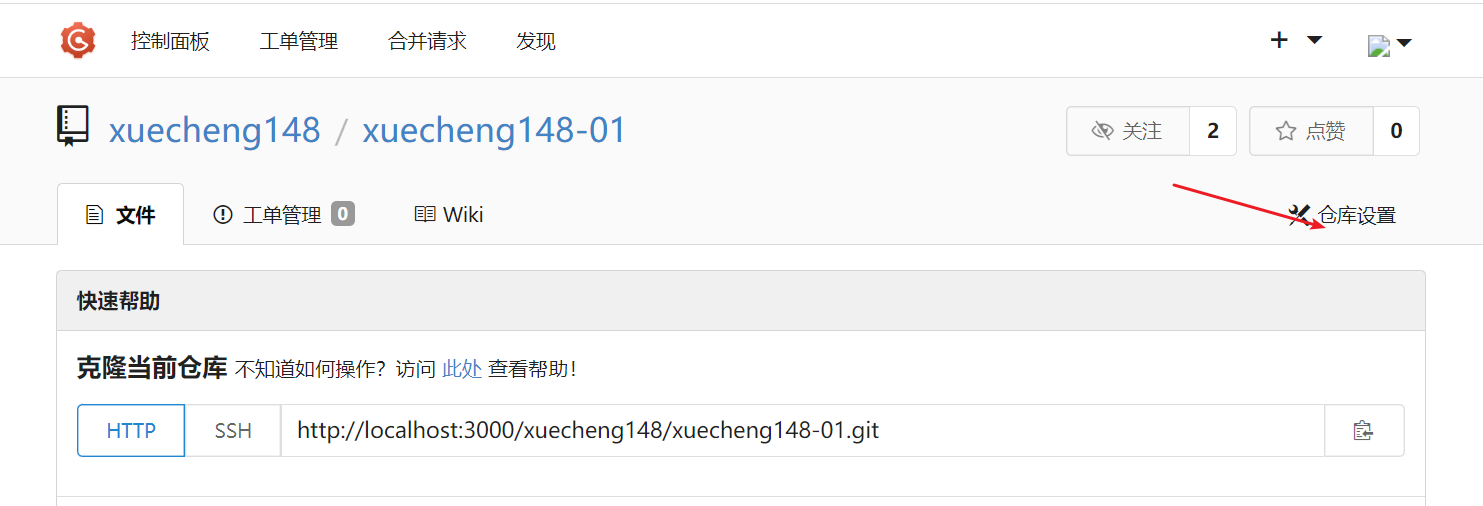 控制面板 工单管理 合并请求 发现
xuecheng148 / xuecheng148-01 关注 2 点赞 0
文件 工单管理 0 Wiki 仓库设置
快速帮助
克隆当前仓库 不知道如何操作？访问 此处 查看帮助！
HTTP SSH http://localhost:3000/xuecheng148/xuecheng148-01.git